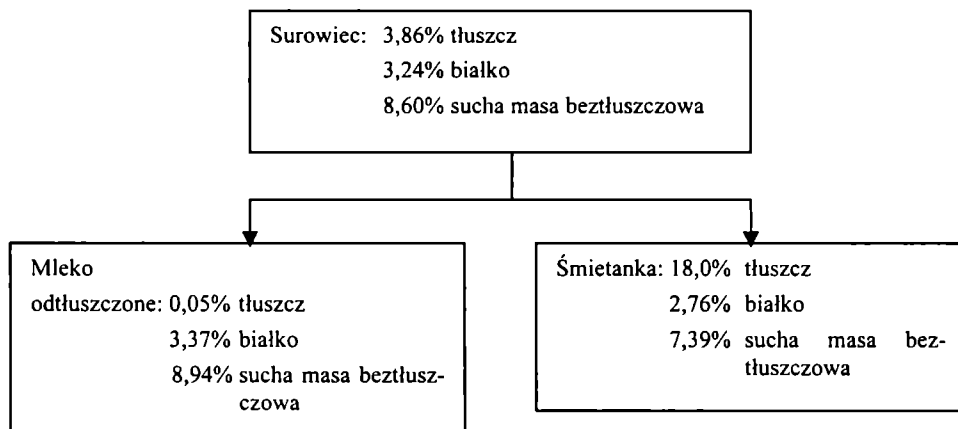 Surowiec: 3,86% tłuszcz
3,24% białko
8,60% sucha masa beztłuszczowa
Mleko
odtłuszczone: 0,05% tłuszcz
3,37% białko
8,94% sucha masa beztłusz-
czowa
Śmietanka: 18,0% tłuszcz
2,76% białko
7,39% sucha masa bez-
tłuszczowa